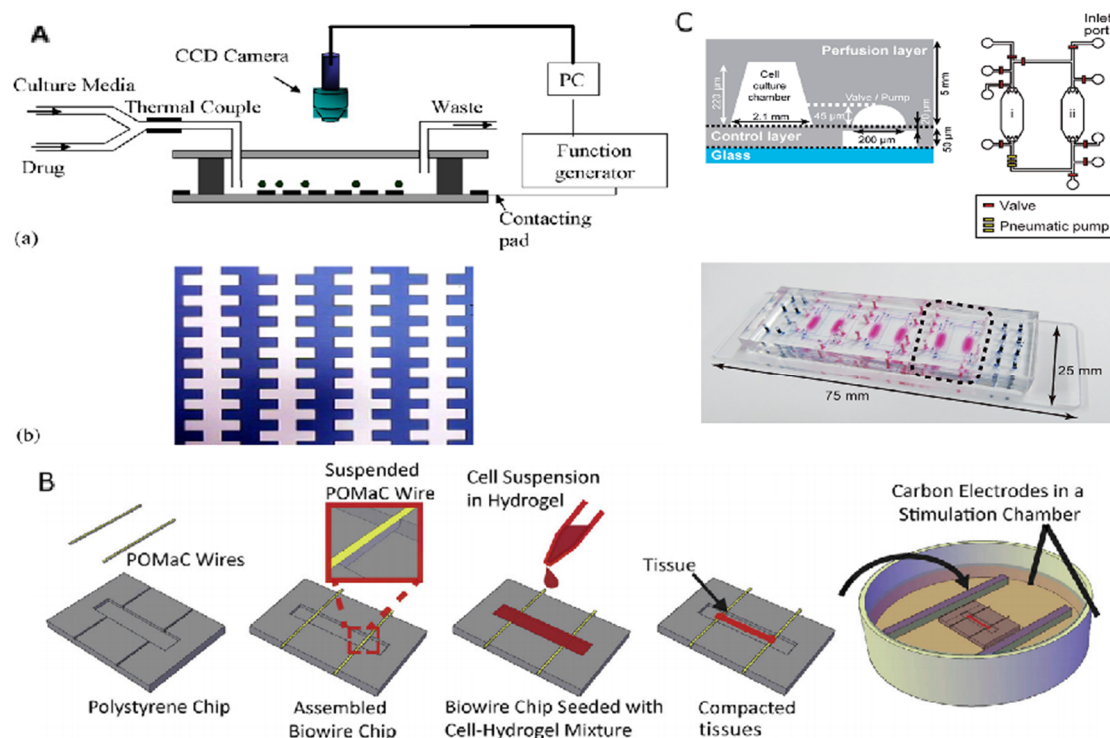 A
CCD Camera
PC
Culture Media
Thermal Couple
Waste
Drug
Function
generator
Contacting
pad
(a)
(b)
C
Perfusion layer
Cell
culture
chamber
223 µm
Valve / Pump
45 µm
2.1 mm
20 µm
5 mm
Control layer
200 µm
50 µm
Glass
Inlet
port
i
ii
Valve
Pneumatic pump
25 mm
75 mm
B
POMaC Wires
Polystyrene Chip
Suspended
POMaC Wire
Assembled
Biowire Chip
Cell Suspension
in Hydrogel
Biowire Chip Seeded with
Cell-Hydrogel Mixture
Tissue
Compacted
tissues
Carbon Electrodes in a
Stimulation Chamber